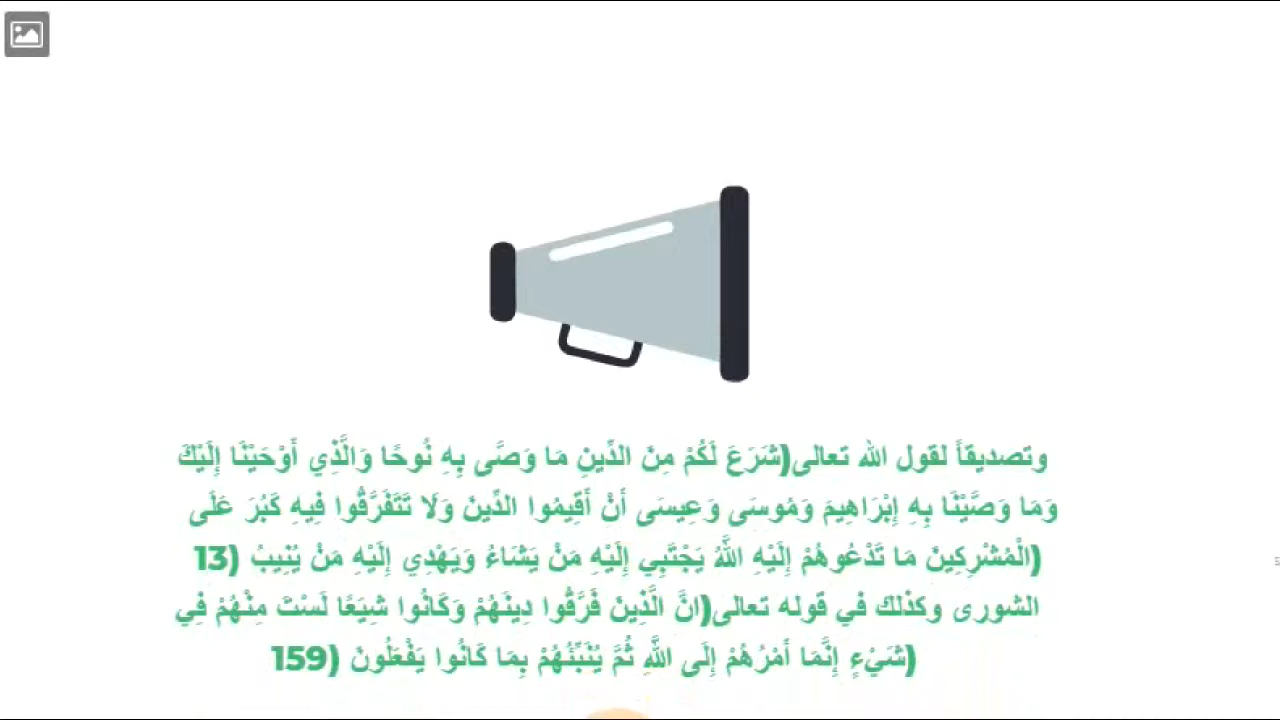 وتصديقاً لقول الله تعالى(شَرَعَ لَكُمْ مِنَ الدِّينِ مَا وَصَّى بِهِ نُوحًا وَالَّذِي أَوْحَيْنَا إِلَيْكَ
وَمَا وَصَّيْنَا بِهِ إِبْرَاهِيمَ وَمُوسَى وَعِيسَى أَنْ أَقِيمُوا الدِّينَ وَلَا تَتَفَرَّقُوا فِيهِ كَبُرَ عَلَى
(الْمُشْرِكِينَ مَا تَدْعُوهُمْ إِلَيْهِ اللَّهُ يَجْتَبِي إِلَيْهِ مَنْ يَشَاءُ وَيَهْدِي إِلَيْهِ مَنْ يُنِيبُ (13
الشورى وكذلك في قوله تعالى(انَّ الَّذِينَ فَرَّقُوا دِينَهُمْ وَكَانُوا شِيَعًا لَسْتَ مِنْهُمْ فِي
(شَيْءٍ إِنَّمَا أَمْرُهُمْ إِلَى اللَّهِ ثُمَّ يُنَبِّئُهُمْ بِمَا كَانُوا يَفْعَلُونَ (159